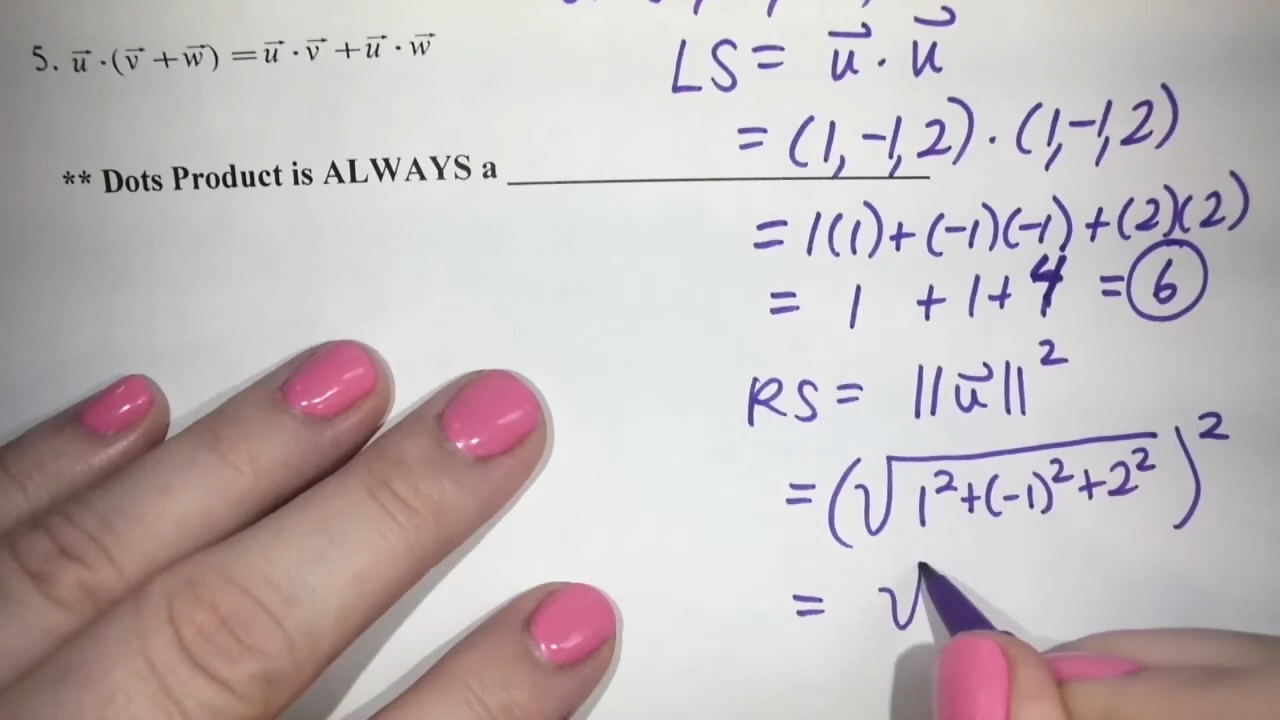 5. u⃗ · (v⃗ + w⃗) = u⃗ · v⃗ + u⃗ · w⃗
** Dots Product is ALWAYS a ____________________
LS = u⃗ · u⃗
= (1, -1, 2) · (1, -1, 2)
= 1(1) + (-1)(-1) + (2)(2)
= 1 + 1 + 4 = 6
RS = ||u⃗||²
= (√(1² + (-1)² + 2²))²
= √